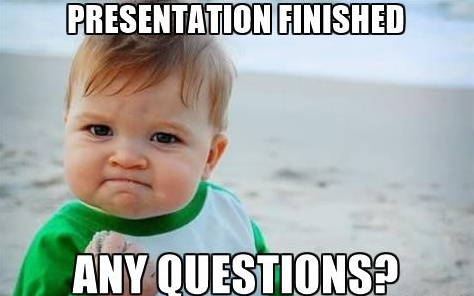 PRESENTATION FINISHED
ANY QUESTIONS?